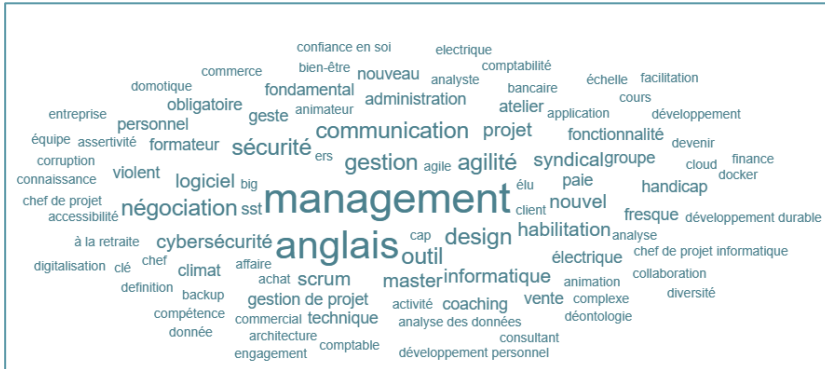 confiance en soi electrique
commerce bien-être nouveau analyste comptabilité
domotique fondamental bancaire échelle facilitation
obligatoire geste animateur administration atelier application cours
entreprise personnel communication projet fonctionnalité développement
équipe assertivité formateur sécurité ers gestion agile agilité syndical groupe devenir
corruption violent logiciel big cloud finance
connaissance management élu paie handicap docker
chef de projet négociation sst client nouvel fresque développement durable
accessibilité
à la retraite cybersécurité anglais cap design habilitation analyse
digitalisation clé chef climat affaire outil électrique chef de projet informatique
definition achat scrum master informatique animation collaboration
backup gestion de projet activité coaching vente complexe diversité
compétence commercial technique analyse des données déontologie
donnée architecture comptable consultant
engagement développement personnel